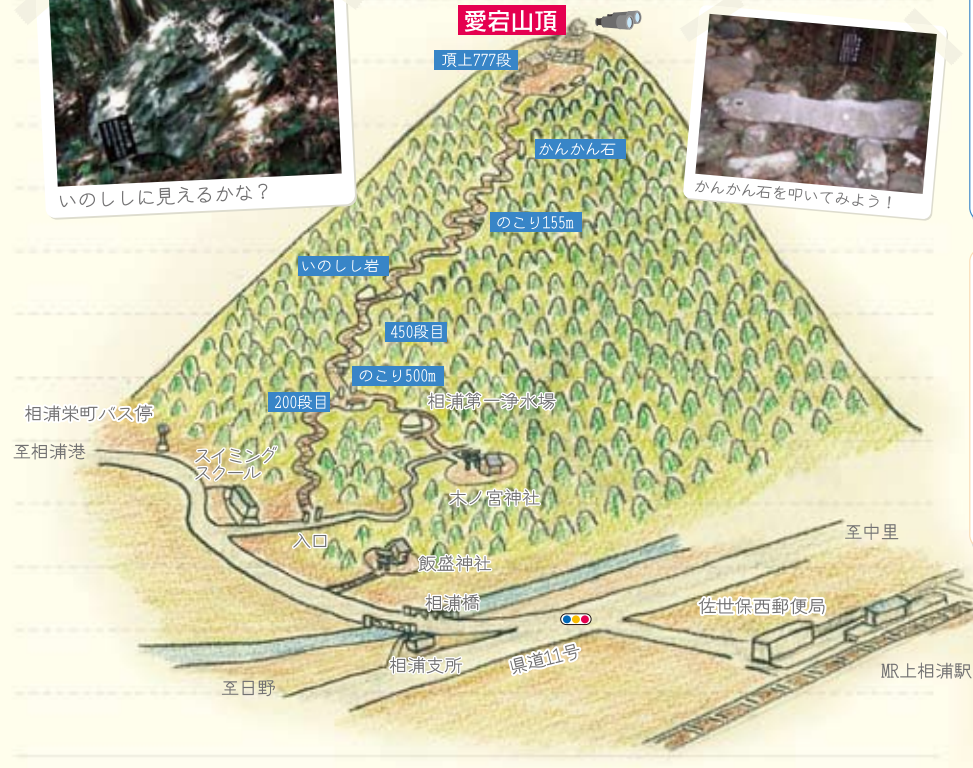 愛宕山頂
頂上777段
いのししに見えるかな？
かんかん石を叩いてみよう！
かんかん石
のこり155m
いのしし岩
450段目
のこり500m
200段目
相浦第一浄水場
相浦栄町バス停
至相浦港
スイミング
スクール
木ノ宮神社
入口
飯盛神社
至中里
相浦橋
佐世保西郵便局
相浦支所
県道11号
MR上相浦駅
至日野